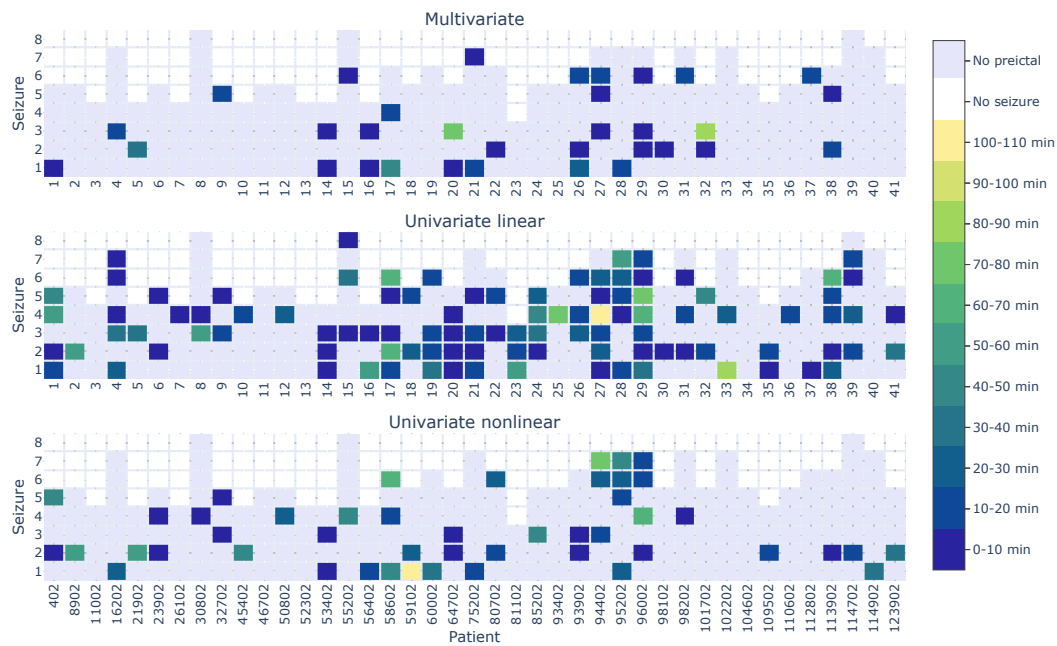 Multivariate
8
7
6
5
4
3
2
1
Seizure
1 2 3 4 5 6 7 8 9 10 11 12 13 14 15 16 17 18 19 20 21 22 23 24 25 26 27 28 29 30 31 32 33 34 35 36 37 38 39 40 41
Univariate linear
8
7
6
5
4
3
2
1
Seizure
1 2 3 4 5 6 7 8 9 10 11 12 13 14 15 16 17 18 19 20 21 22 23 24 25 26 27 28 29 30 31 32 33 34 35 36 37 38 39 40 41
Univariate nonlinear
8
7
6
5
4
3
2
1
Seizure
402 8902 11002 16202 21902 23902 26102 30802 32702 45402 46702 50802 52302 53402 55202 56402 58602 59102 60002 64702 75202 80702 81102 85202 93402 93902 94402 95202 96002 98102 98202 101702 102202 104602 109502 110602 112802 113902 114702 114902 123902
Patient
No preictal
No seizure
100-110 min
90-100 min
80-90 min
70-80 min
60-70 min
50-60 min
40-50 min
30-40 min
20-30 min
10-20 min
0-10 min